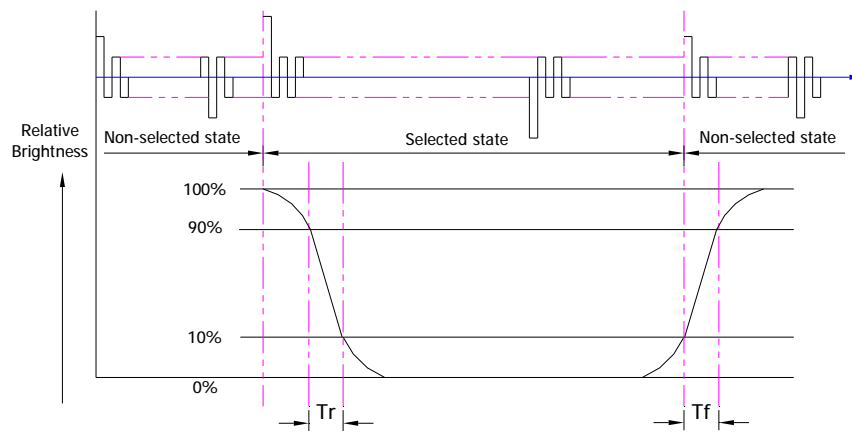 Relative
Brightness
Non-selected state
Selected state
Non-selected state
100%
90%
10%
0%
Tr
Tf